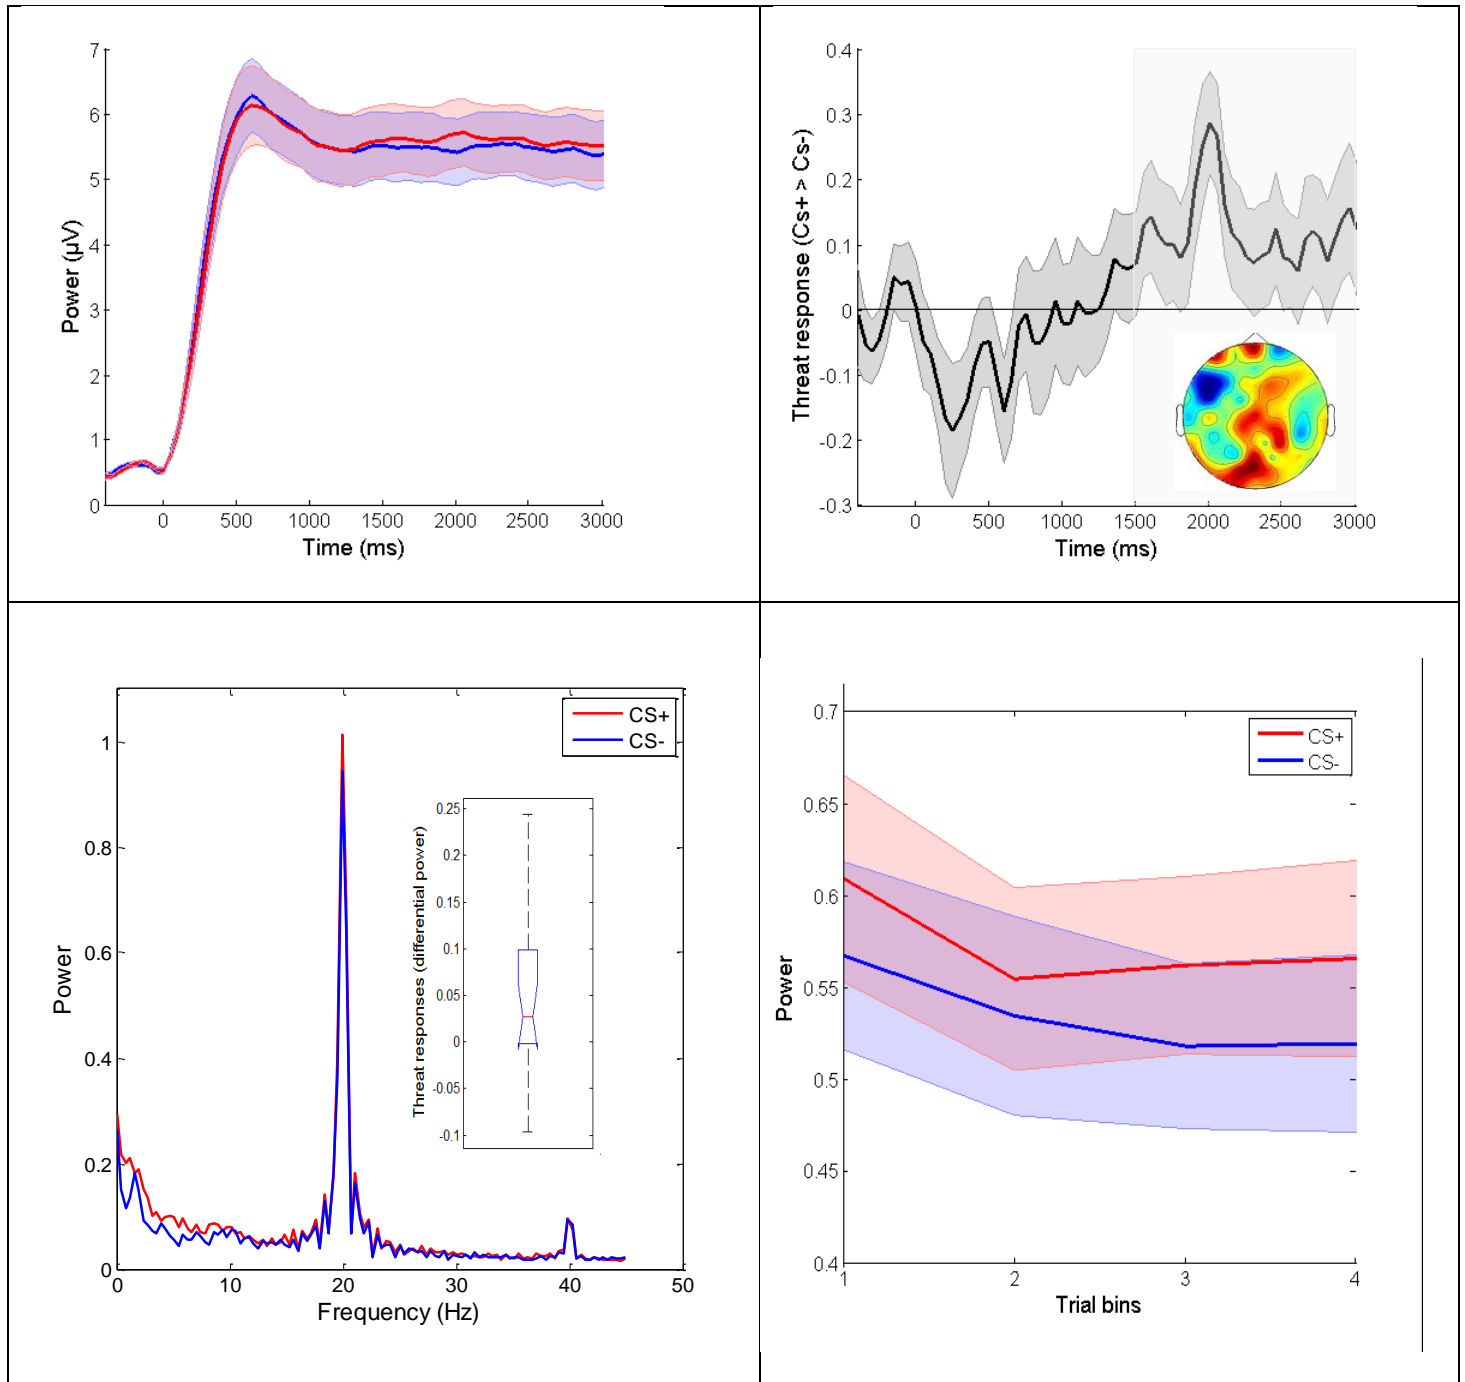 7
6
5
4
3
2
1
0
Power (µV)
0 500 1000 1500 2000 2500 3000
Time (ms)
0.4
0.3
0.2
0.1
0
-0.1
-0.2
-0.3
Threat response (Cs+ > Cs-)
0 500 1000 1500 2000 2500 3000
Time (ms)
1
0.8
0.6
0.4
0.2
0
Power
CS+
CS-
0.25
0.2
0.15
0.1
0.05
0
-0.05
-0.1
Threat responses (differential power)
0 10 20 30 40 50
Frequency (Hz)
0.7
0.65
0.6
0.55
0.5
0.45
0.4
Power
CS+
CS-
1 2 3 4
Trial bins